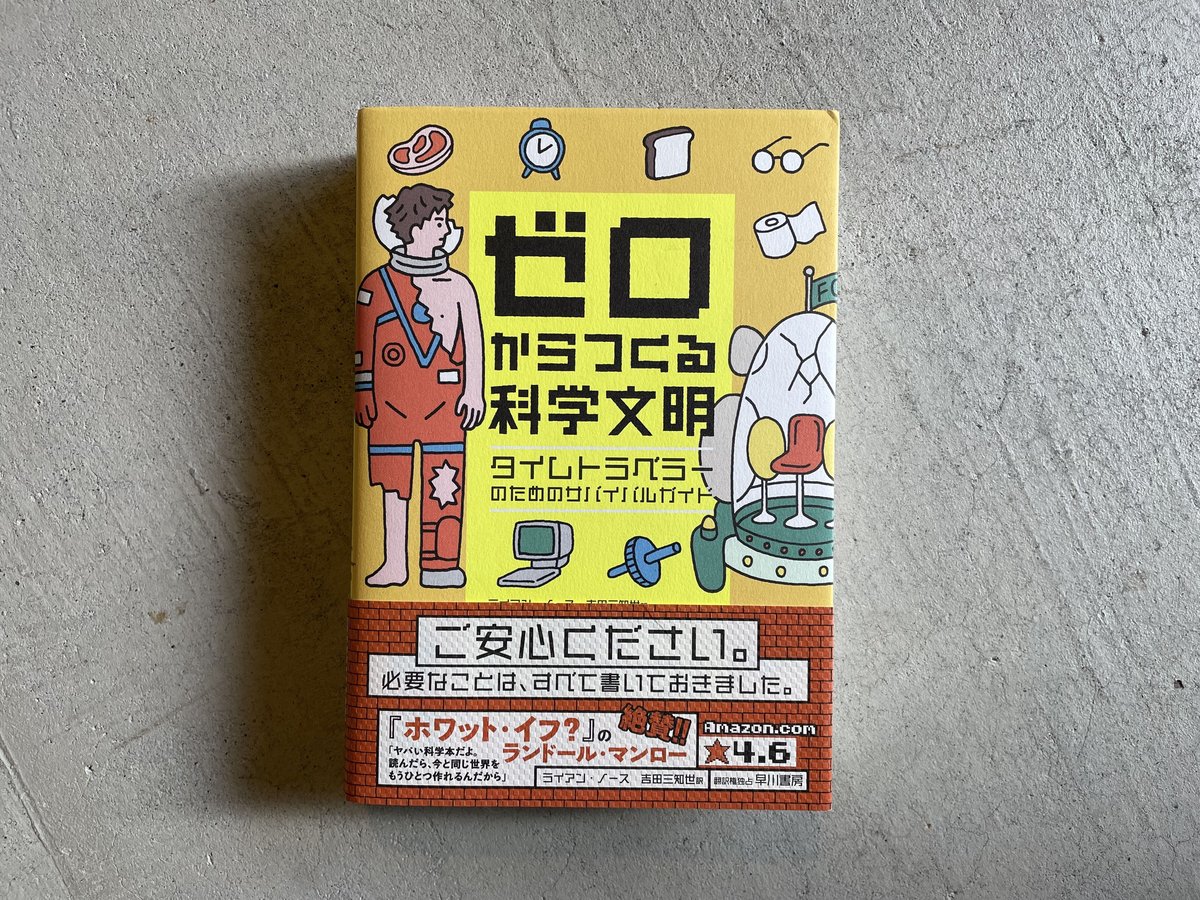 ゼロ
からつくる
科学文明
タイムトラベラー
のためのサバイバルガイド
ご安心ください。
必要なことは、すべて書いておきました。
『ホワット・イフ?』の
絶賛!!
ランドール・マンロー
「ヤバい科学本だよ。
読んだら、今と同じ世界を
もうひとつ作れるんだから」
Amazon.com
★4.6
ライアン・ノース 吉田三知世訳
翻訳権独占 早川書房